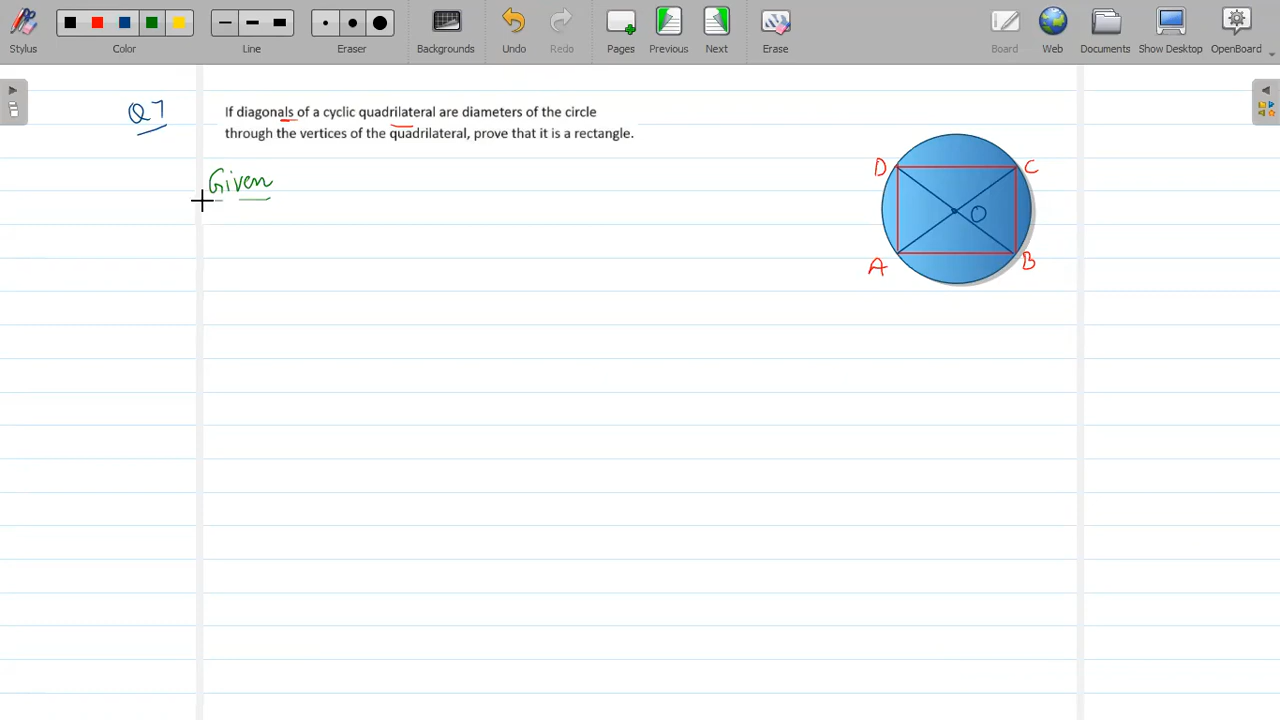 Stylus Color Line Eraser Backgrounds Undo Redo Pages Previous Next Erase Board Web Documents Show Desktop OpenBoard
Q7
If diagonals of a cyclic quadrilateral are diameters of the circle
through the vertices of the quadrilateral, prove that it is a rectangle.
Given
D C
O
A B